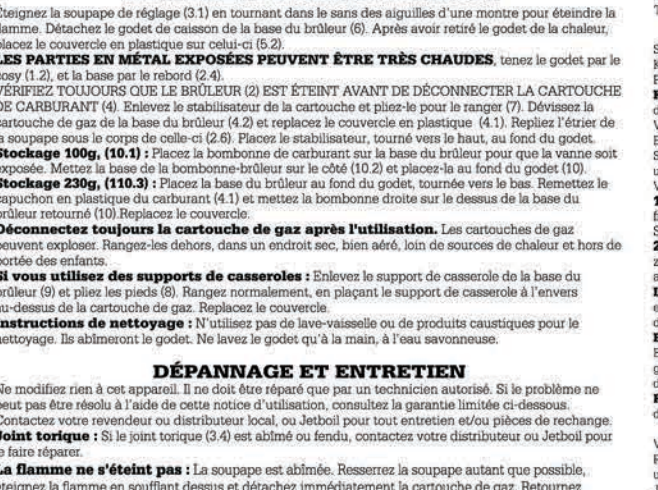 Éteignez la soupape de réglage (3.1) en tournant dans le sans des aiguilles d'une montre pour éteindre la
flamme. Détachez le godet de caisson de la base du brûleur (6). Après avoir retiré le godet de la chaleur,
placez le couvercle en plastique sur celui-ci (5.2).
LES PARTIES EN MÉTAL EXPOSÉES PEUVENT ÊTRE TRÈS CHAUDES, tenez le godet par le
cosy (1.2), et la base par le rebord (2.4).
VÉRIFIEZ TOUJOURS QUE LE BRÛLEUR (2) EST ÉTEINT AVANT DE DÉCONNECTER LA CARTOUCHE
DE CARBURANT (4). Enlevez le stabilisateur de la cartouche et pliez-le pour le ranger (7). Dévissez la
cartouche de gaz de la base du brûleur (4.2) et replacez le couvercle en plastique (4.1). Repliez l'étrier de
la soupape sous le corps de celle-ci (2.6). Placez le stabilisateur, tourné vers le haut, au fond du godet.
Stockage 100g, (10.1) : Placez la bombonne de carburant sur la base du brûleur pour que la vanne soit
exposée. Mettez la base de la bombonne-brûleur sur le côté (10.2) et placez-la au fond du godet (10).
Stockage 230g, (110.3) : Placez la base du brûleur au fond du godet, tournée vers le bas. Remettez le
capuchon en plastique du carburant (4.1) et mettez la bombonne droite sur le dessus de la base du
brûleur retourné (10).Replacez le couvercle.
Déconnectez toujours la cartouche de gaz après l'utilisation. Les cartouches de gaz
peuvent exploser. Rangez-les dehors, dans un endroit sec, bien aéré, loin de sources de chaleur et hors de
portée des enfants.
Si vous utilisez des supports de casseroles : Enlevez le support de casserole de la base du
brûleur (9) et pliez les pieds (8). Rangez normalement, en plaçant le support de casserole à l'envers
au-dessus de la cartouche de gaz. Replacez le couvercle.
Instructions de nettoyage : N'utilisez pas de lave-vaisselle ou de produits caustiques pour le
nettoyage. Ils abîmeront le godet. Ne lavez le godet qu'à la main, à l'eau savonneuse.
DÉPANNAGE ET ENTRETIEN
Ne modifiez rien à cet appareil. Il ne doit être réparé que par un technicien autorisé. Si le problème ne
peut pas être résolu à l'aide de cette notice d'utilisation, consultez la garantie limitée ci-dessous.
Contactez votre revendeur ou distributeur local, ou Jetboil pour tout entretien et/ou pièces de rechange.
Joint torique : Si le joint torique (3.4) est abîmé ou fendu, contactez votre distributeur ou Jetboil pour
le faire réparer.
La flamme ne s'éteint pas : La soupape est abîmée. Resserrez la soupape autant que possible,
éteignez la flamme en soufflant dessus et détachez immédiatement la cartouche de gaz. Retournez